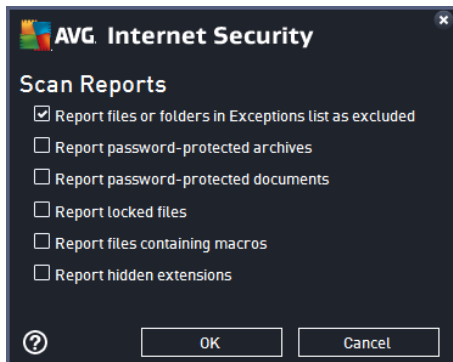 AVG. Internet Security
Scan Reports
Report files or folders in Exceptions list as excluded
Report password-protected archives
Report password-protected documents
Report locked files
Report files containing macros
Report hidden extensions
? OK Cancel